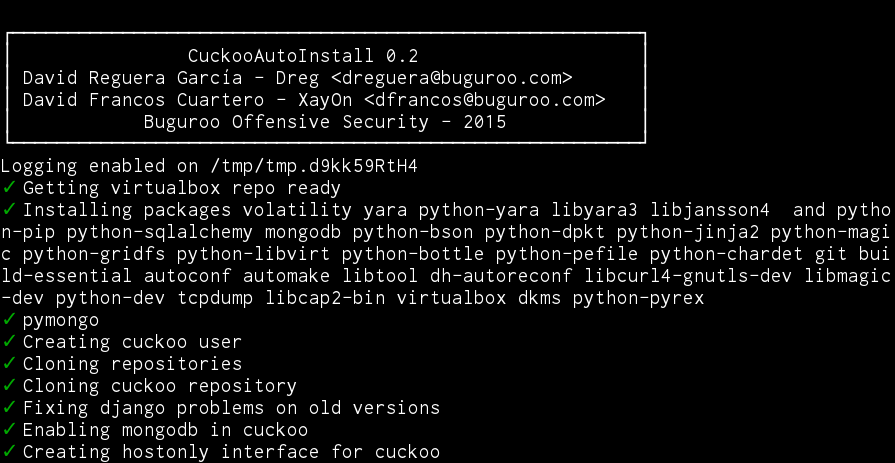 CuckooAutoInstall 0.2
David Reguera García - Dreg <dreguera@buguroo.com>
David Francos Cuartero - XayOn <dfrancos@buguroo.com>
Buguroo Offensive Security - 2015
Logging enabled on /tmp/tmp.d9kk59RtH4
✓ Getting virtualbox repo ready
✓ Installing packages volatility yara python-yara libyara3 libjansson4  and pytho
n-pip python-sqlalchemy mongodb python-bson python-dpkt python-jinja2 python-magi
c python-gridfs python-libvirt python-bottle python-pefile python-chardet git bui
ld-essential autoconf automake libtool dh-autoreconf libcurl4-gnutls-dev libmagic
-dev python-dev tcpdump libcap2-bin virtualbox dkms python-pyrex
✓ pymongo
✓ Creating cuckoo user
✓ Cloning repositories
✓ Cloning cuckoo repository
✓ Fixing django problems on old versions
✓ Enabling mongodb in cuckoo
✓ Creating hostonly interface for cuckoo